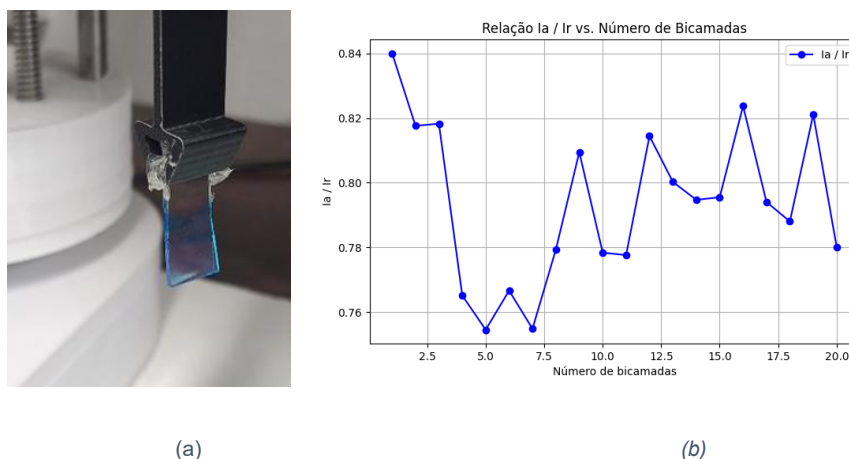 Relação Ia / Ir vs. Número de Bicamadas
Ia / Ir
0.84
0.82
0.80
0.78
0.76
Ia / Ir
2.5 5.0 7.5 10.0 12.5 15.0 17.5 20.0
Número de bicamadas
(a) (b)